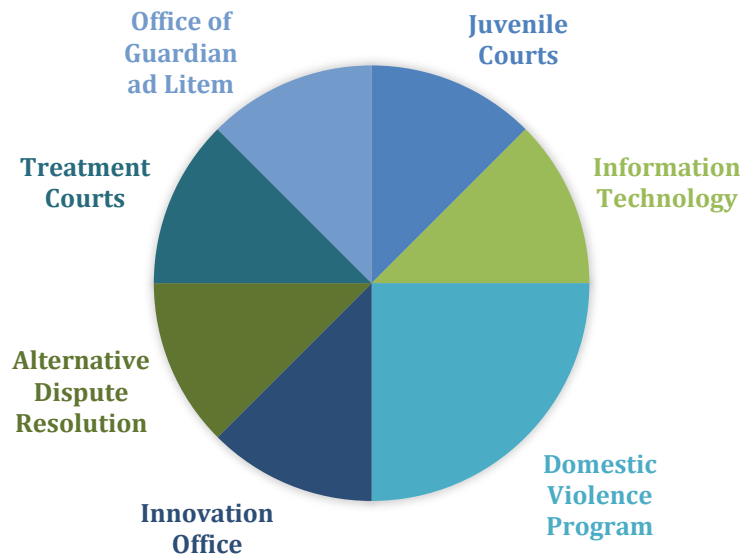 Office of
Guardian
ad Litem
Juvenile
Courts
Treatment
Courts
Information
Technology
Alternative
Dispute
Resolution
Domestic
Violence
Program
Innovation
Office